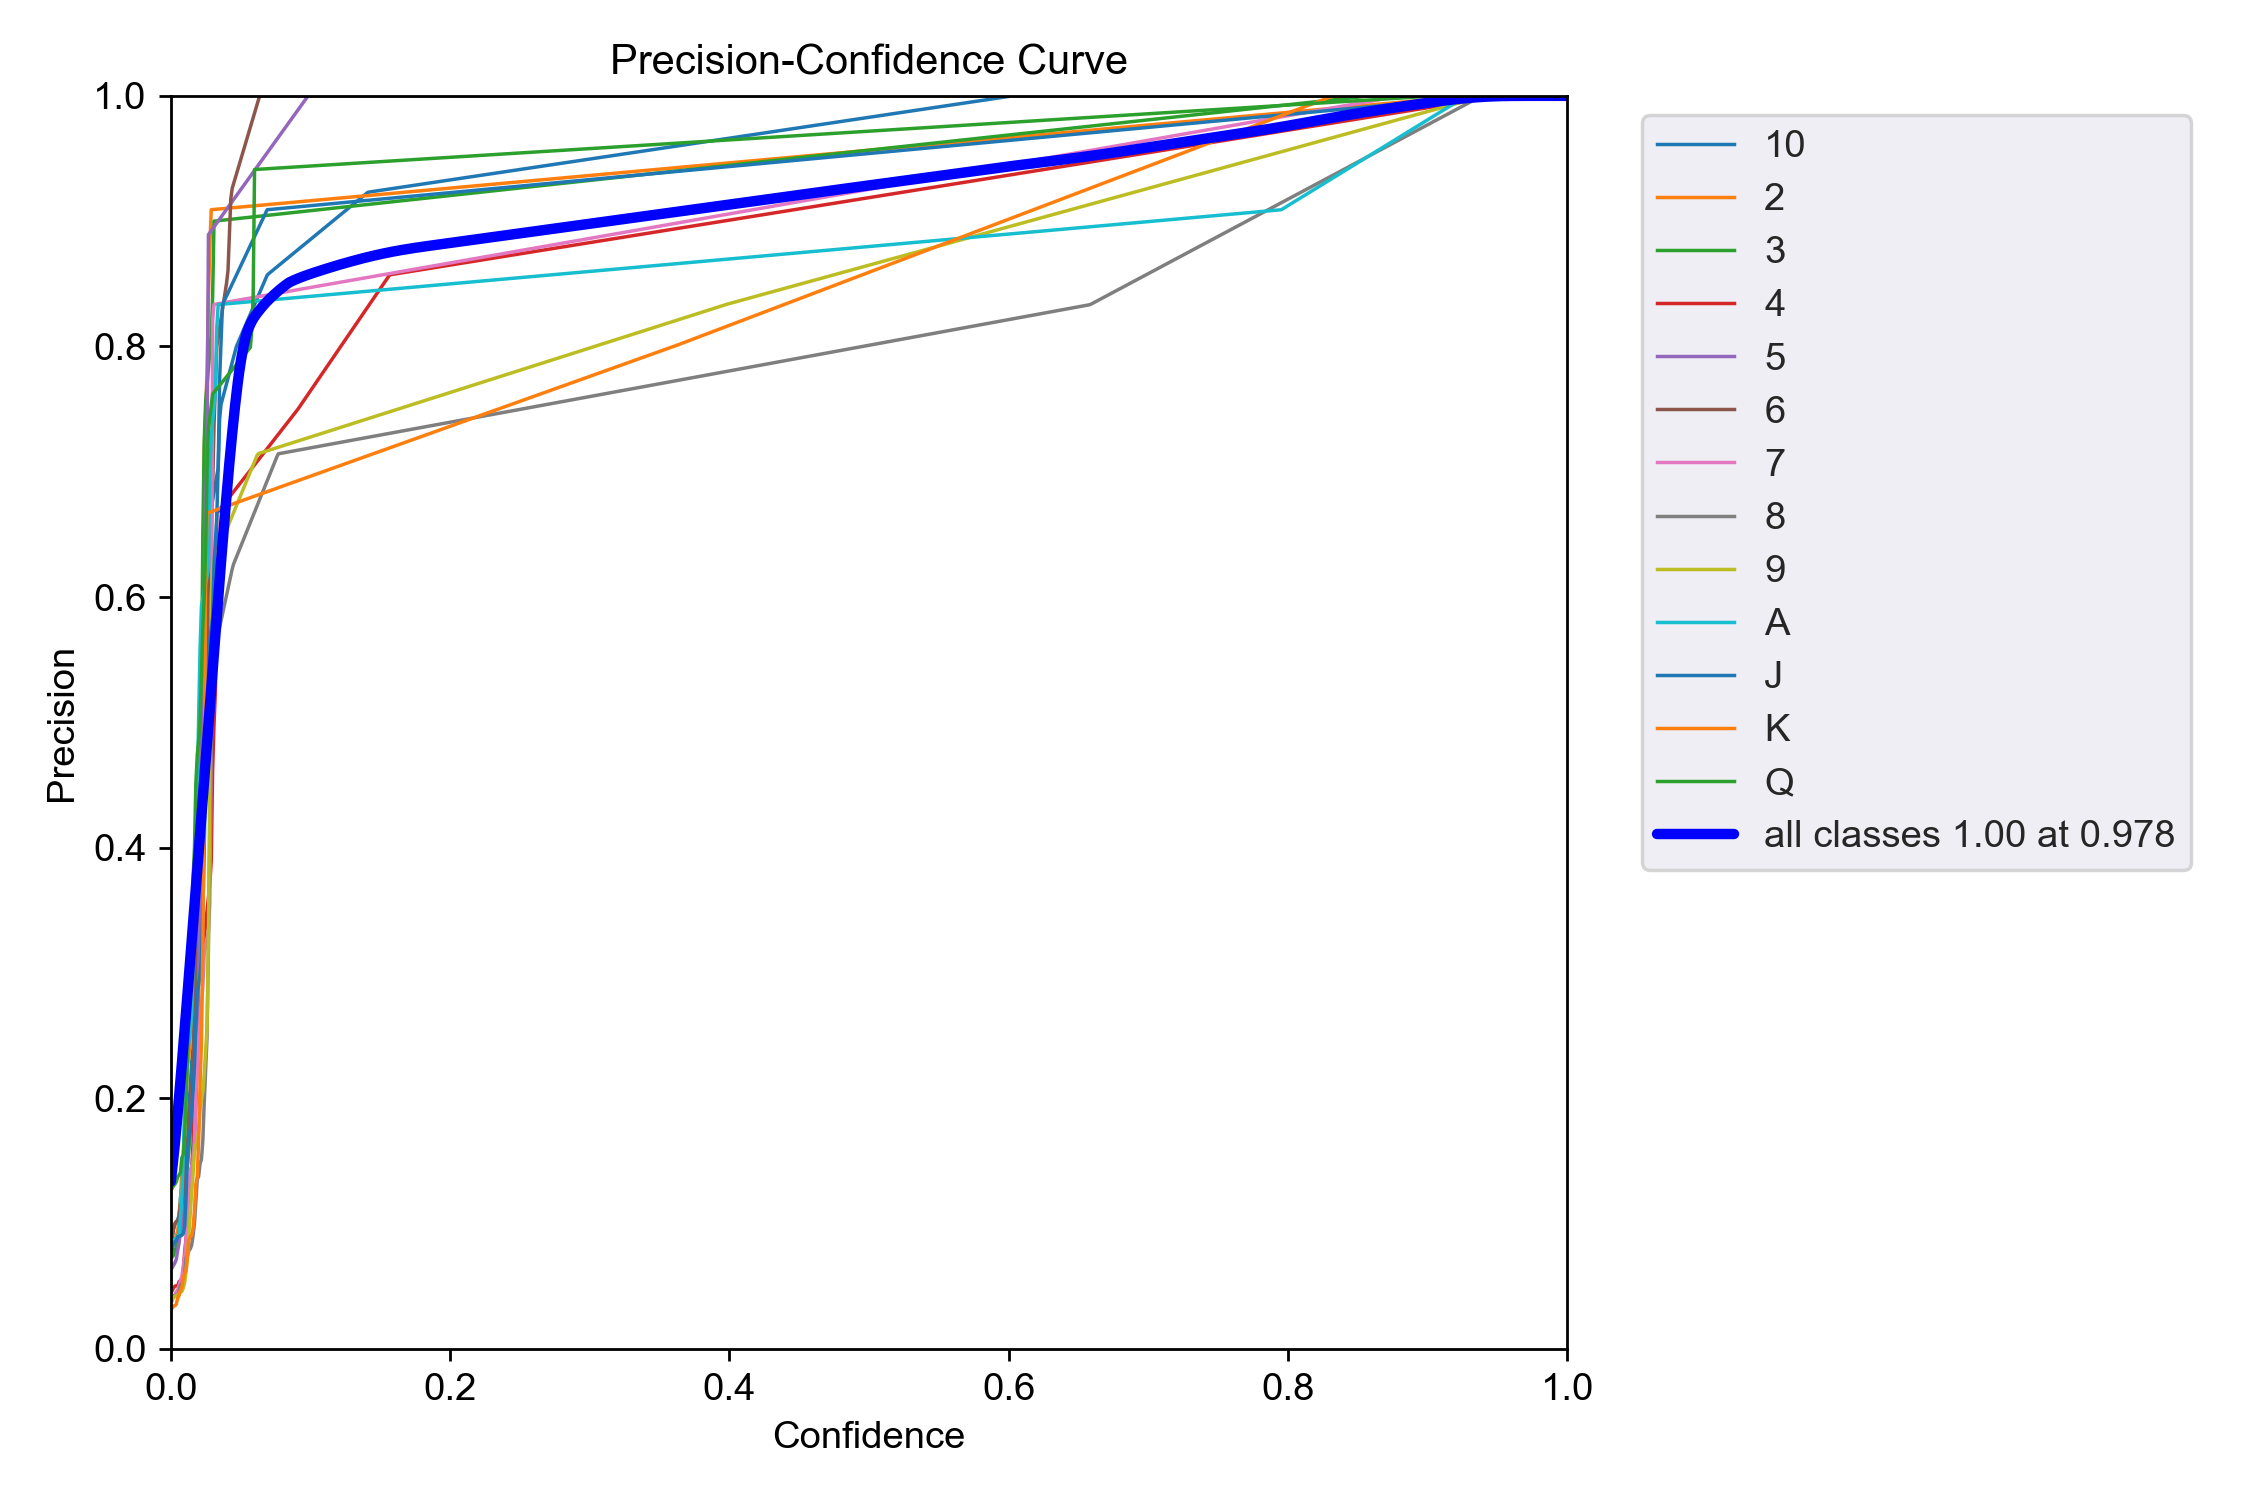 Precision-Confidence Curve
1.0
0.8
0.6
0.4
0.2
0.0
Precision
0.0 0.2 0.4 0.6 0.8 1.0
Confidence
10
2
3
4
5
6
7
8
9
A
J
K
Q
all classes 1.00 at 0.978